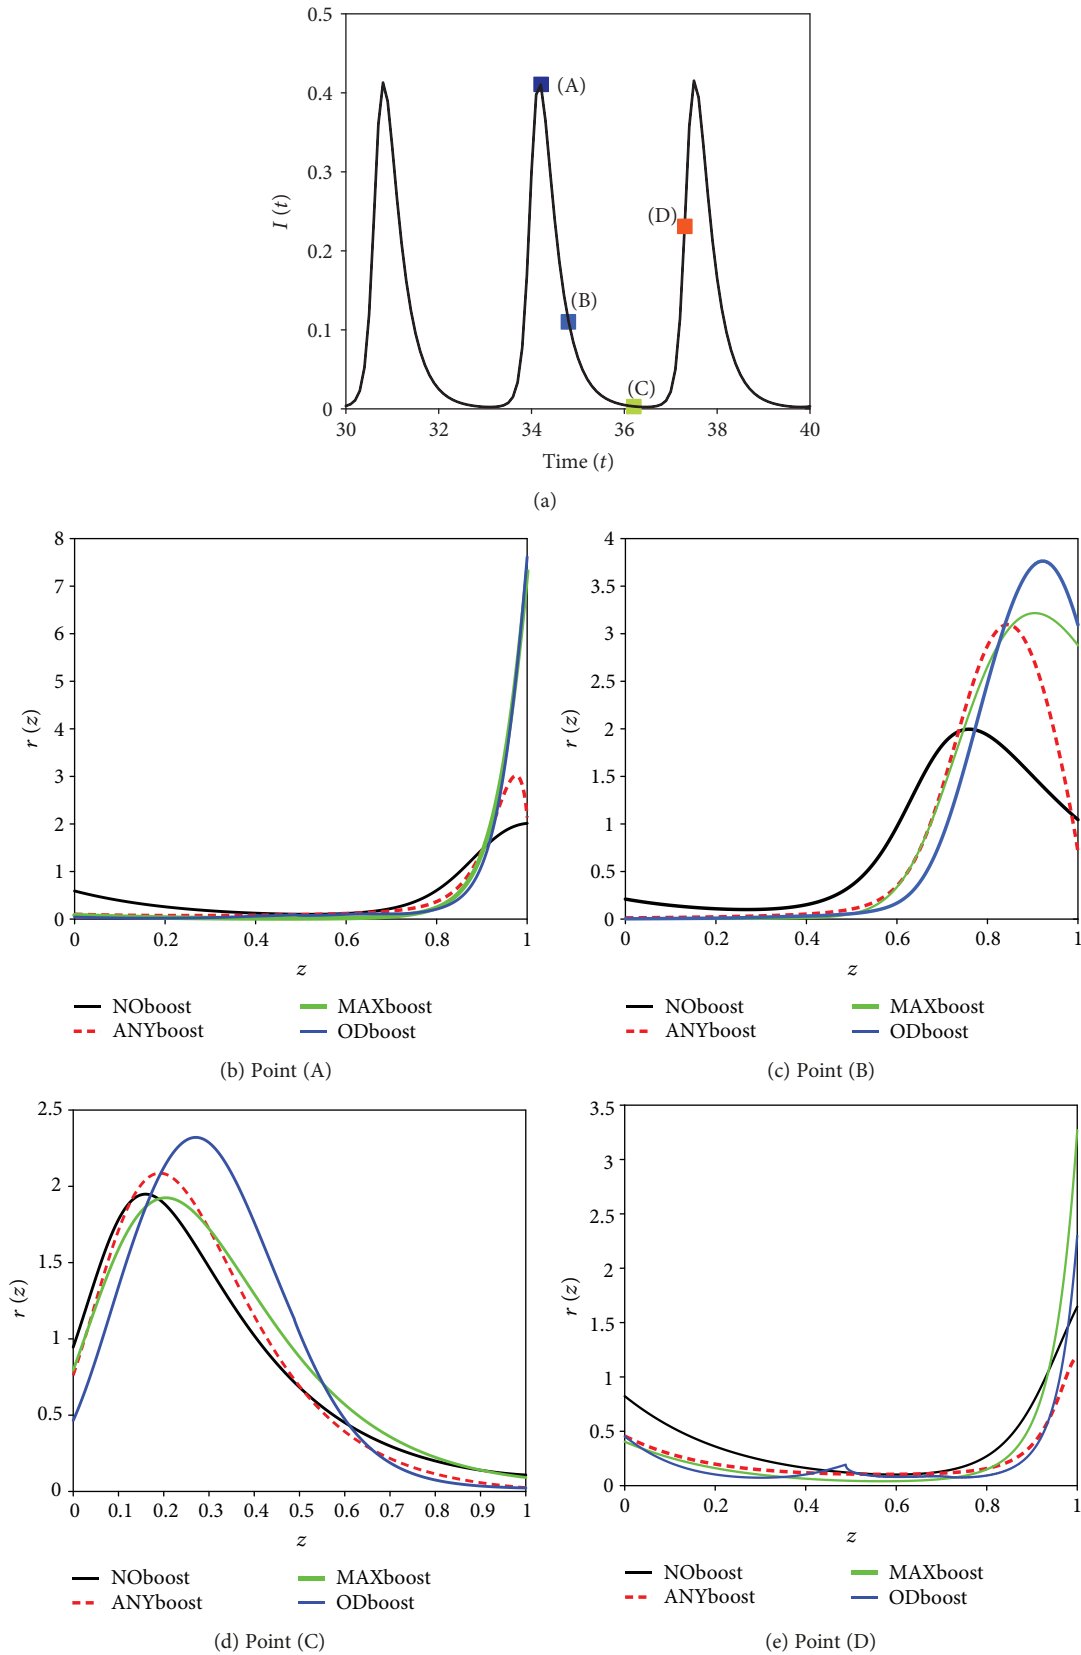 0.5
0.4
0.3
0.2
0.1
0
I (t)
(A)
(B)
(C)
(D)
30 32 34 36 38 40
Time (t)
(a)
8
7
6
5
4
3
2
1
0
r (z)
0 0.2 0.4 0.6 0.8 1
z
NOboost
ANYboost
MAXboost
ODboost
(b) Point (A)
4
3.5
3
2.5
2
1.5
1
0.5
0
r (z)
0 0.2 0.4 0.6 0.8 1
z
NOboost
ANYboost
MAXboost
ODboost
(c) Point (B)
2.5
2
1.5
1
0.5
0
r (z)
0 0.1 0.2 0.3 0.4 0.5 0.6 0.7 0.8 0.9 1
z
NOboost
ANYboost
MAXboost
ODboost
(d) Point (C)
3.5
3
2.5
2
1.5
1
0.5
0
r (z)
0 0.2 0.4 0.6 0.8 1
z
NOboost
ANYboost
MAXboost
ODboost
(e) Point (D)